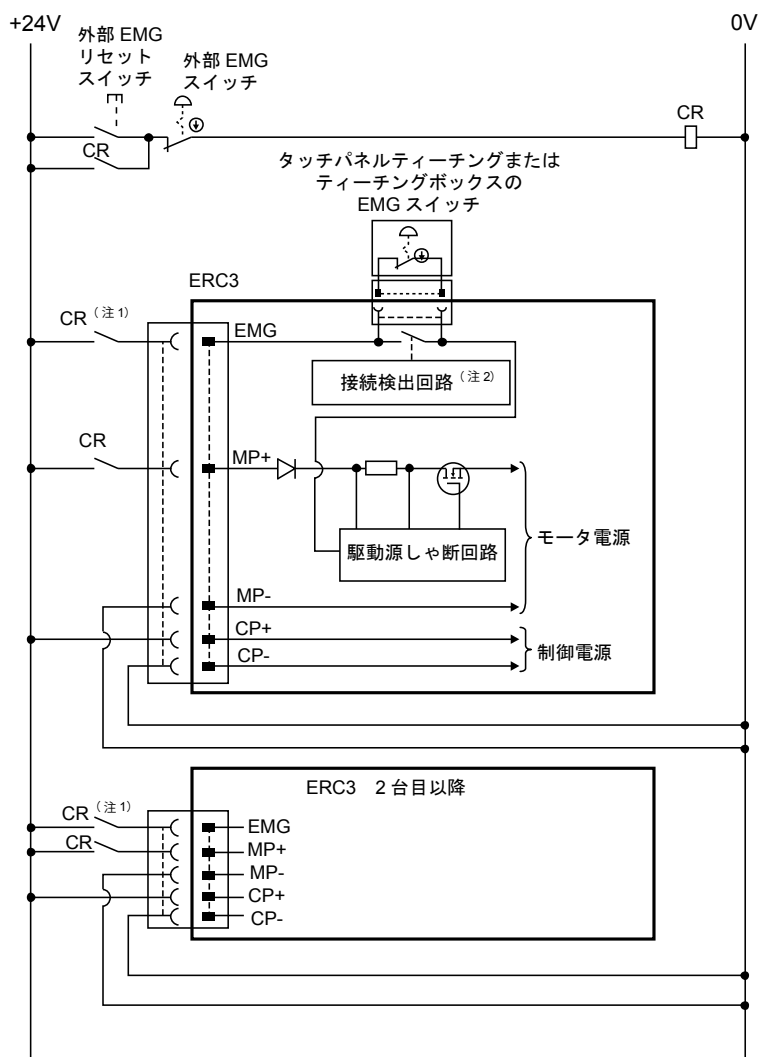 +24V
0V
外部 EMG
リセット
スイッチ
外部 EMG
スイッチ
CR
CR
タッチパネルティーチングまたは
ティーチングボックスの
EMG スイッチ
ERC3
CR（注1）
EMG
接続検出回路（注2）
CR
MP+
駆動源しゃ断回路
モータ電源
MP-
CP+
制御電源
CP-
ERC3 2台目以降
CR（注1）
EMG
CR
MP+
MP-
CP+
CP-